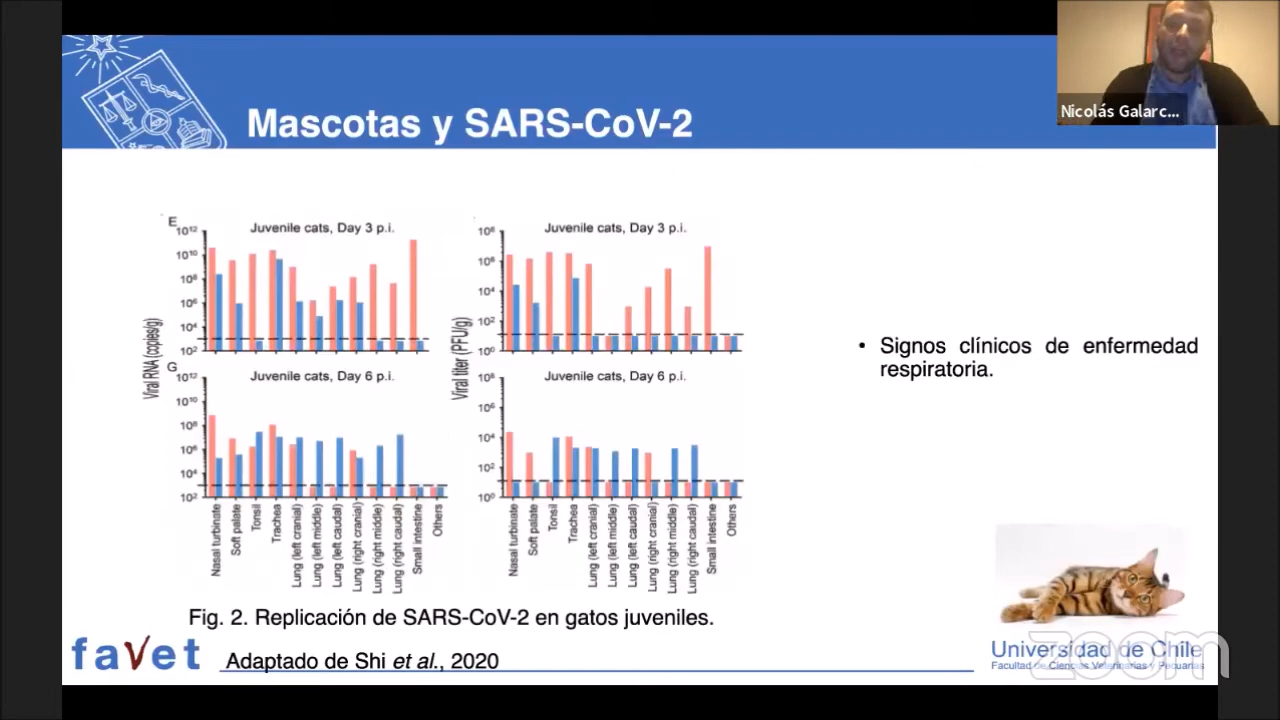 Mascotas y SARS-CoV-2
Nicolás Galarc...
E
Juvenile cats, Day 3 p.i.
Juvenile cats, Day 3 p.i.
Viral RNA (copies/g)
10¹²
10¹⁰
10⁸
10⁶
10⁴
10²
Viral titer (PFU/g)
10⁸
10⁶
10⁴
10²
10⁰
G
Juvenile cats, Day 6 p.i.
Juvenile cats, Day 6 p.i.
10¹²
10¹⁰
10⁸
10⁶
10⁴
10²
10⁸
10⁶
10⁴
10²
10⁰
Nasal turbinate
Soft palate
Tonsil
Trachea
Lung (left cranial)
Lung (left middle)
Lung (left caudal)
Lung (right cranial)
Lung (right middle)
Lung (right caudal)
Small intestine
Others
Nasal turbinate
Soft palate
Tonsil
Trachea
Lung (left cranial)
Lung (left middle)
Lung (left caudal)
Lung (right cranial)
Lung (right middle)
Lung (right caudal)
Small intestine
Others
• Signos clínicos de enfermedad
respiratoria.
Fig. 2. Replicación de SARS-CoV-2 en gatos juveniles.
favet
Adaptado de Shi et al., 2020
Universidad de Chile
Facultad de Ciencias Veterinarias y Pecuarias
zoom